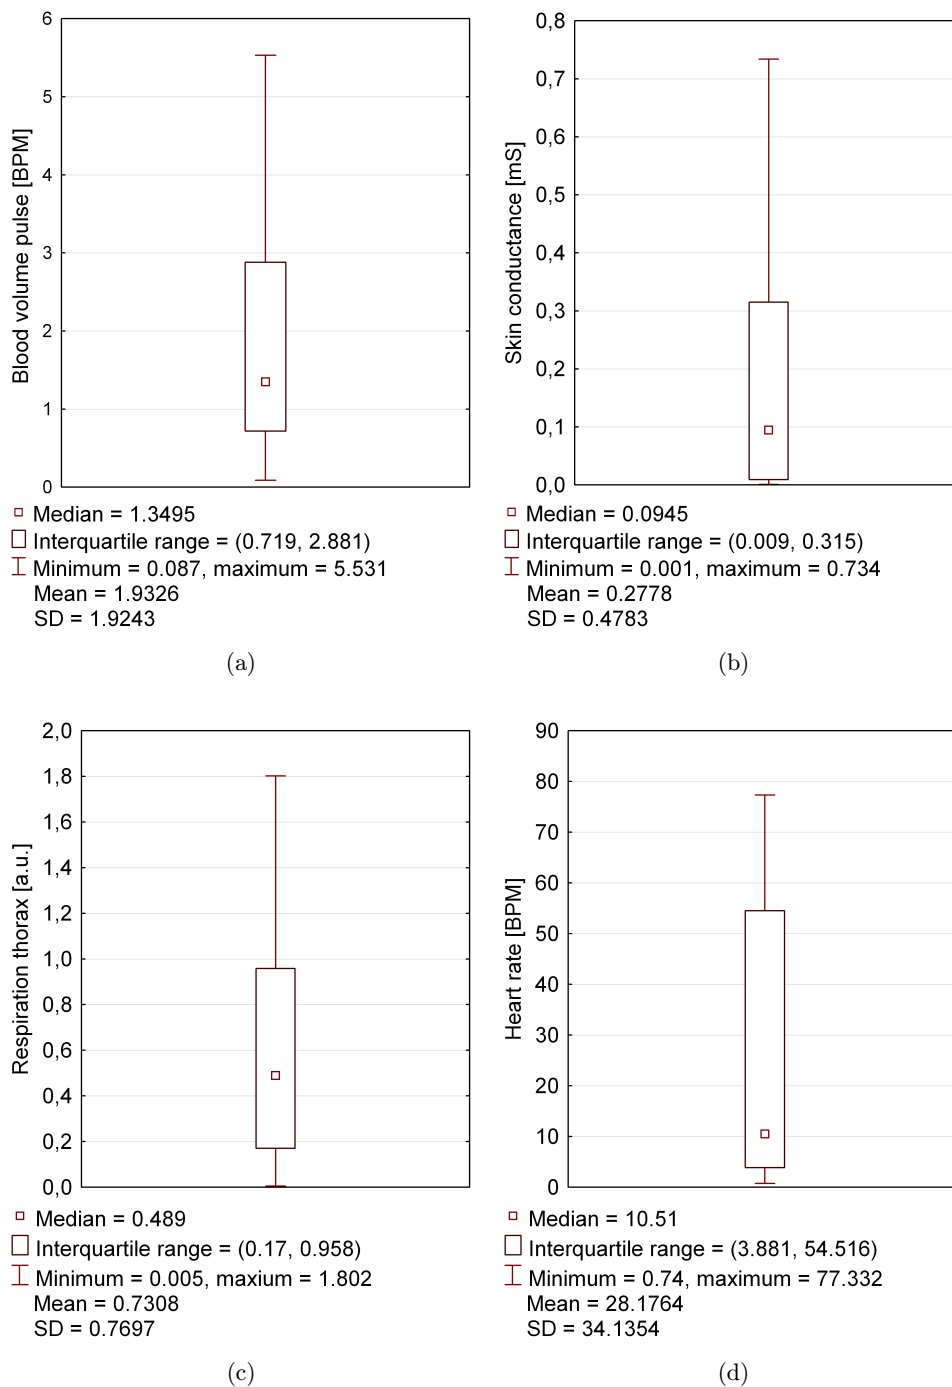 6
5
4
3
2
1
0
Blood volume pulse [BPM]
Median = 1.3495
Interquartile range = (0.719, 2.881)
Minimum = 0.087, maximum = 5.531
Mean = 1.9326
SD = 1.9243
(a)
0,8
0,7
0,6
0,5
0,4
0,3
0,2
0,1
0,0
Skin conductance [mS]
Median = 0.0945
Interquartile range = (0.009, 0.315)
Minimum = 0.001, maximum = 0.734
Mean = 0.2778
SD = 0.4783
(b)
2,0
1,8
1,6
1,4
1,2
1,0
0,8
0,6
0,4
0,2
0,0
Respiration thorax [a.u.]
Median = 0.489
Interquartile range = (0.17, 0.958)
Minimum = 0.005, maxium = 1.802
Mean = 0.7308
SD = 0.7697
(c)
90
80
70
60
50
40
30
20
10
0
Heart rate [BPM]
Median = 10.51
Interquartile range = (3.881, 54.516)
Minimum = 0.74, maximum = 77.332
Mean = 28.1764
SD = 34.1354
(d)